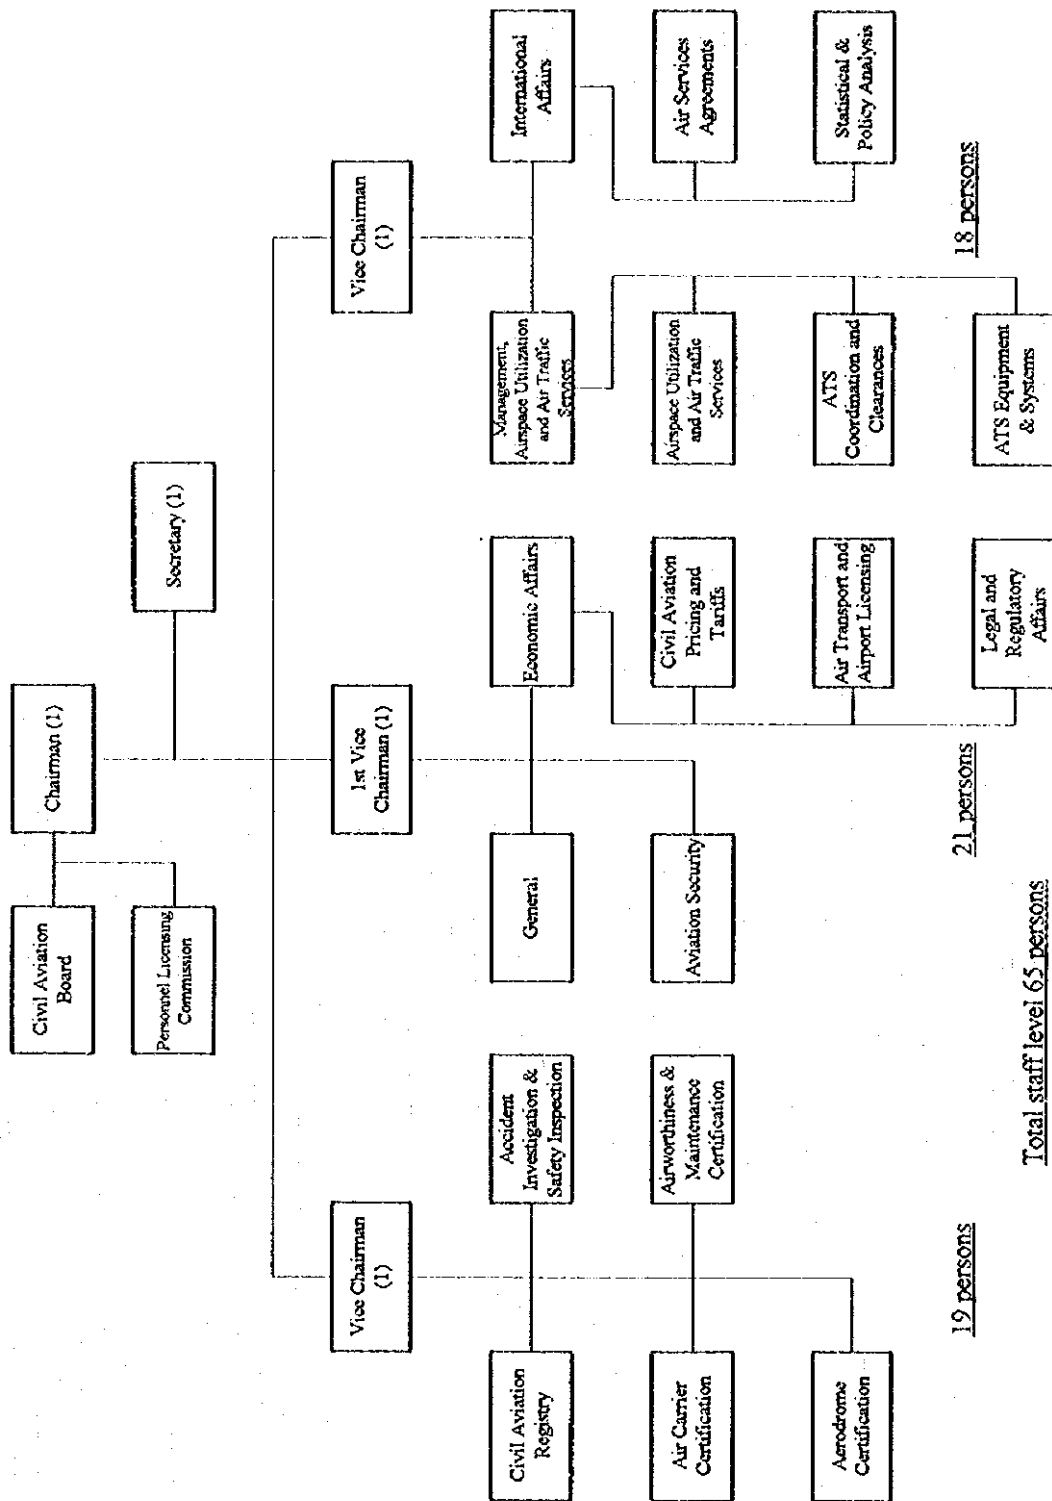 Civil Aviation
Board
Chairman (1)
Personnel Licensing
Commission
Secretary (1)
Vice Chairman
(1)
1st Vice
Chairman (1)
Vice Chairman
(1)
Civil Aviation
Registry
Accident
Investigation &
Safety Inspection
General
Economic Affairs
Management,
Airspace Utilization
and Air Traffic
Services
International
Affairs
Air Carrier
Certification
Airworthiness &
Maintenance
Certification
Aviation Security
Civil Aviation
Pricing and
Tariffs
Airspace Utilization
and Air Traffic
Services
Air Services
Agreements
Aerodrome
Certification
Air Transport and
Airport Licensing
ATS
Coordination and
Clearances
Statistical &
Policy Analysis
19 persons
21 persons
18 persons
Legal and
Regulatory
Affairs
ATS Equipment
& Systems
Total staff level 65 persons